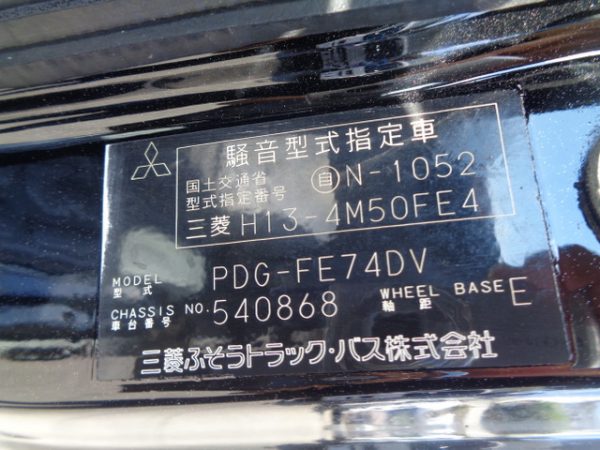 騒音型式指定車
国土交通省
型式指定番号 自N-1052
三菱 H13-4M50FE4
MODEL
型式 PDG-FE74DV
CHASSIS NO.
車台番号 540868 WHEEL BASE
軸距 E
三菱ふそうトラック・バス株式会社